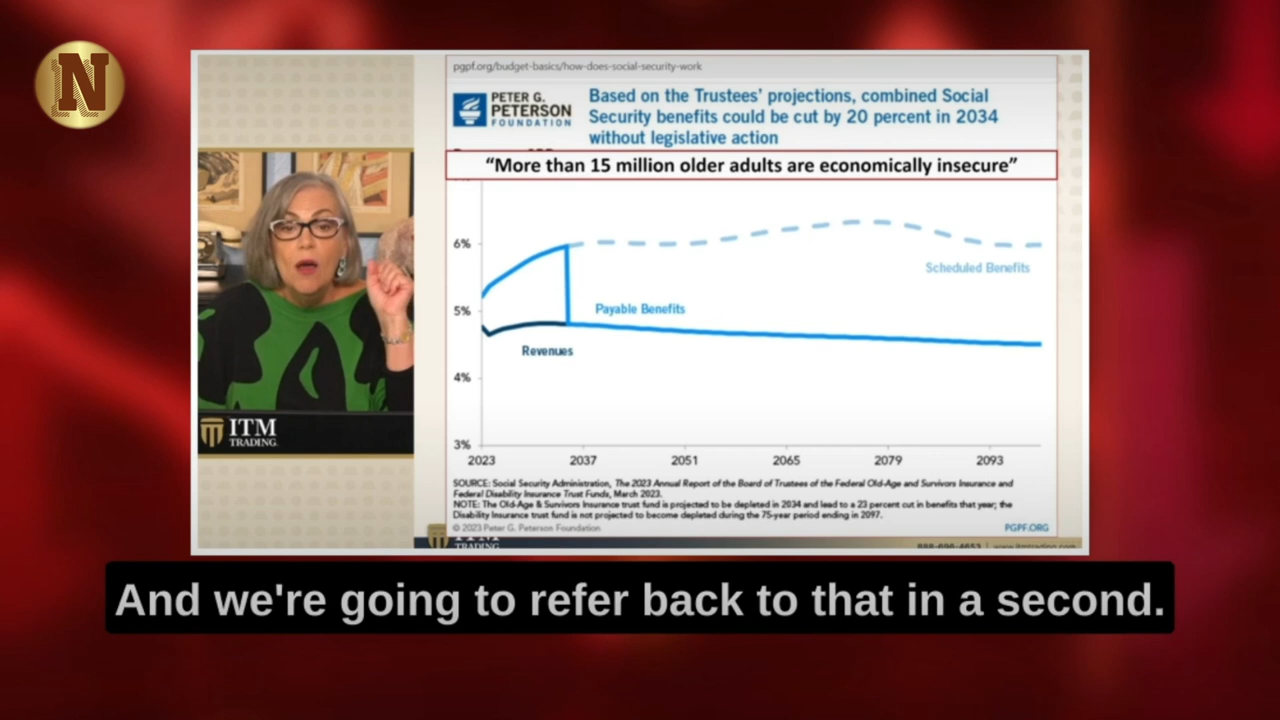 N
pgpf.org/budget-basics/how-does-social-security-work
PETER G.
PETERSON
FOUNDATION
Based on the Trustees' projections, combined Social
Security benefits could be cut by 20 percent in 2034
without legislative action
“More than 15 million older adults are economically insecure”
6%
Scheduled Benefits
5%
Payable Benefits
Revenues
4%
3%
2023 2037 2051 2065 2079 2093
ITM
TRADING
SOURCE: Social Security Administration, The 2023 Annual Report of the Board of Trustees of the Federal Old-Age and Survivors Insurance and
Federal Disability Insurance Trust Funds, March 2023.
NOTE: The Old-Age & Survivors Insurance trust fund is projected to be depleted in 2034 and lead to a 23 percent cut in benefits that year; the
Disability Insurance trust fund is not projected to become depleted during the 75-year period ending in 2097.
© 2023 Peter G. Peterson Foundation
PGPF.ORG
TRADING
And we're going to refer back to that in a second.